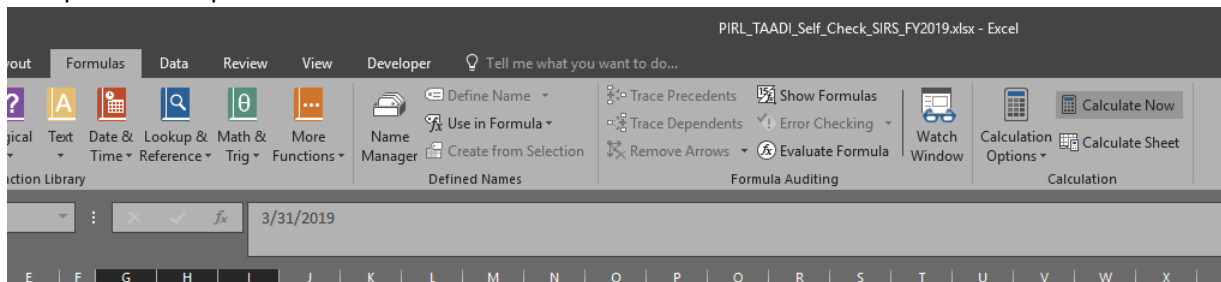 PIRL_TAADI_Self_Check_SIRS_FY2019.xlsx - Excel
yout Formulas Data Review View Developer Tell me what you want to do...
gical Text Date & Time Lookup & Reference Math & Trig More Functions
Name Manager Define Name Use in Formula Create from Selection
Trace Precedents Show Formulas
Trace Dependents Error Checking
Remove Arrows Evaluate Formula
Watch Window Calculation Options Calculate Now Calculate Sheet
nction Library Defined Names Formula Auditing Calculation
fx 3/31/2019
E F G H I J K L M N O P Q R S T U V W X